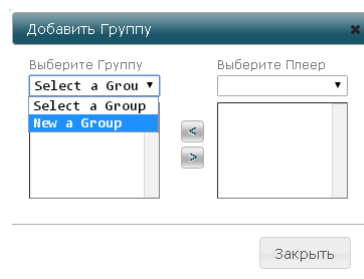 Добавить Группу
Выберите Группу
Выберите Плеер
Select a Grou
Select a Group
New a Group
<
>
Закрыть